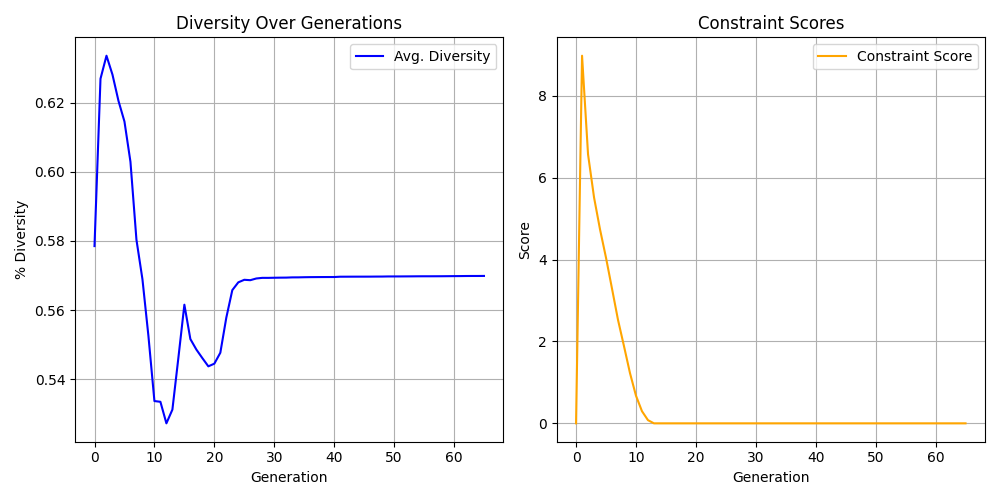 Diversity Over Generations
Avg. Diversity
% Diversity
0.62
0.60
0.58
0.56
0.54
0 10 20 30 40 50 60
Generation
Constraint Scores
Constraint Score
Score
8
6
4
2
0
0 10 20 30 40 50 60
Generation